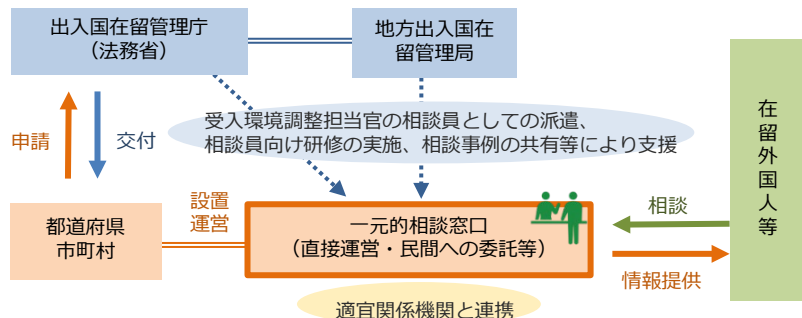 出入国在留管理庁
（法務省）
地方出入国在
留管理局
申請
交付
受入環境調整担当官の相談員としての派遣、
相談員向け研修の実施、相談事例の共有等により支援
在留外国人等
都道府県
市町村
設置
運営
一元的相談窓口
（直接運営・民間への委託等）
相談
情報提供
適宜関係機関と連携